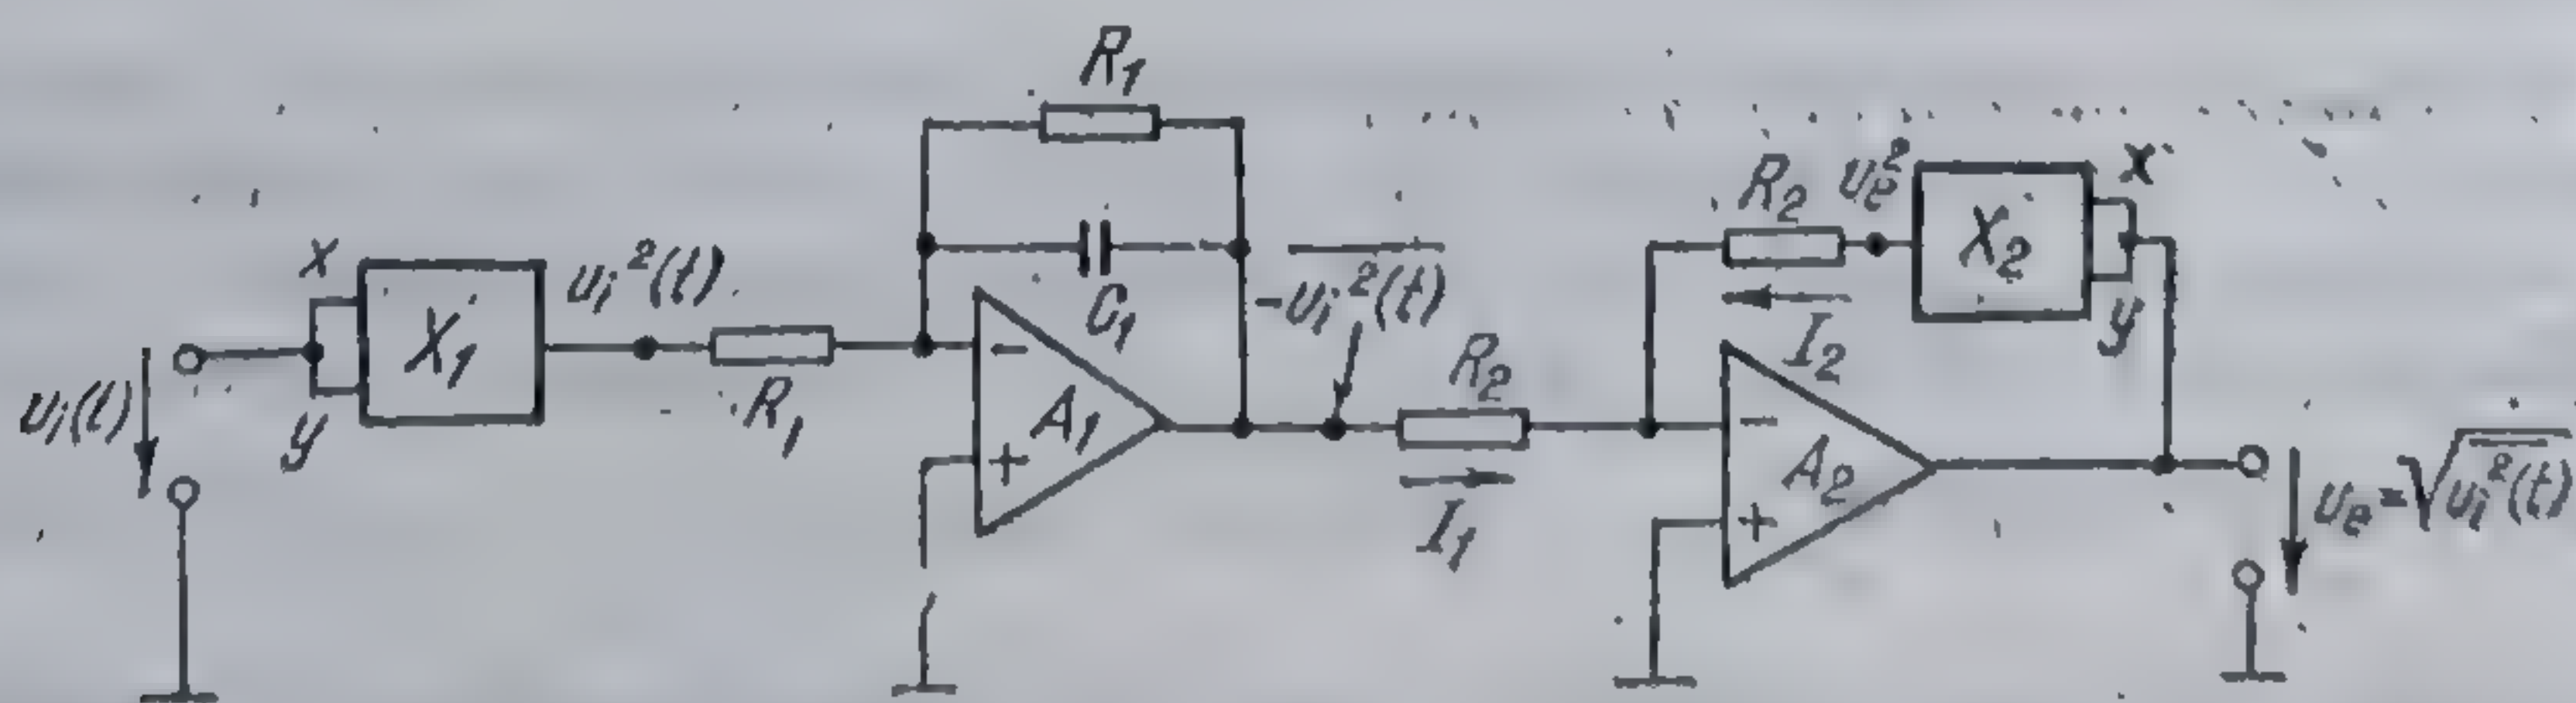 uᵢ(t)
x
y
X₁
uᵢ²(t)
R₁
R₁
C₁
−
+
A₁
−uᵢ²(t)
R₂
I₁
R₂
uₑ²
I₂
X₂
x
y
−
+
A₂
uₑ=√uᵢ²(t)